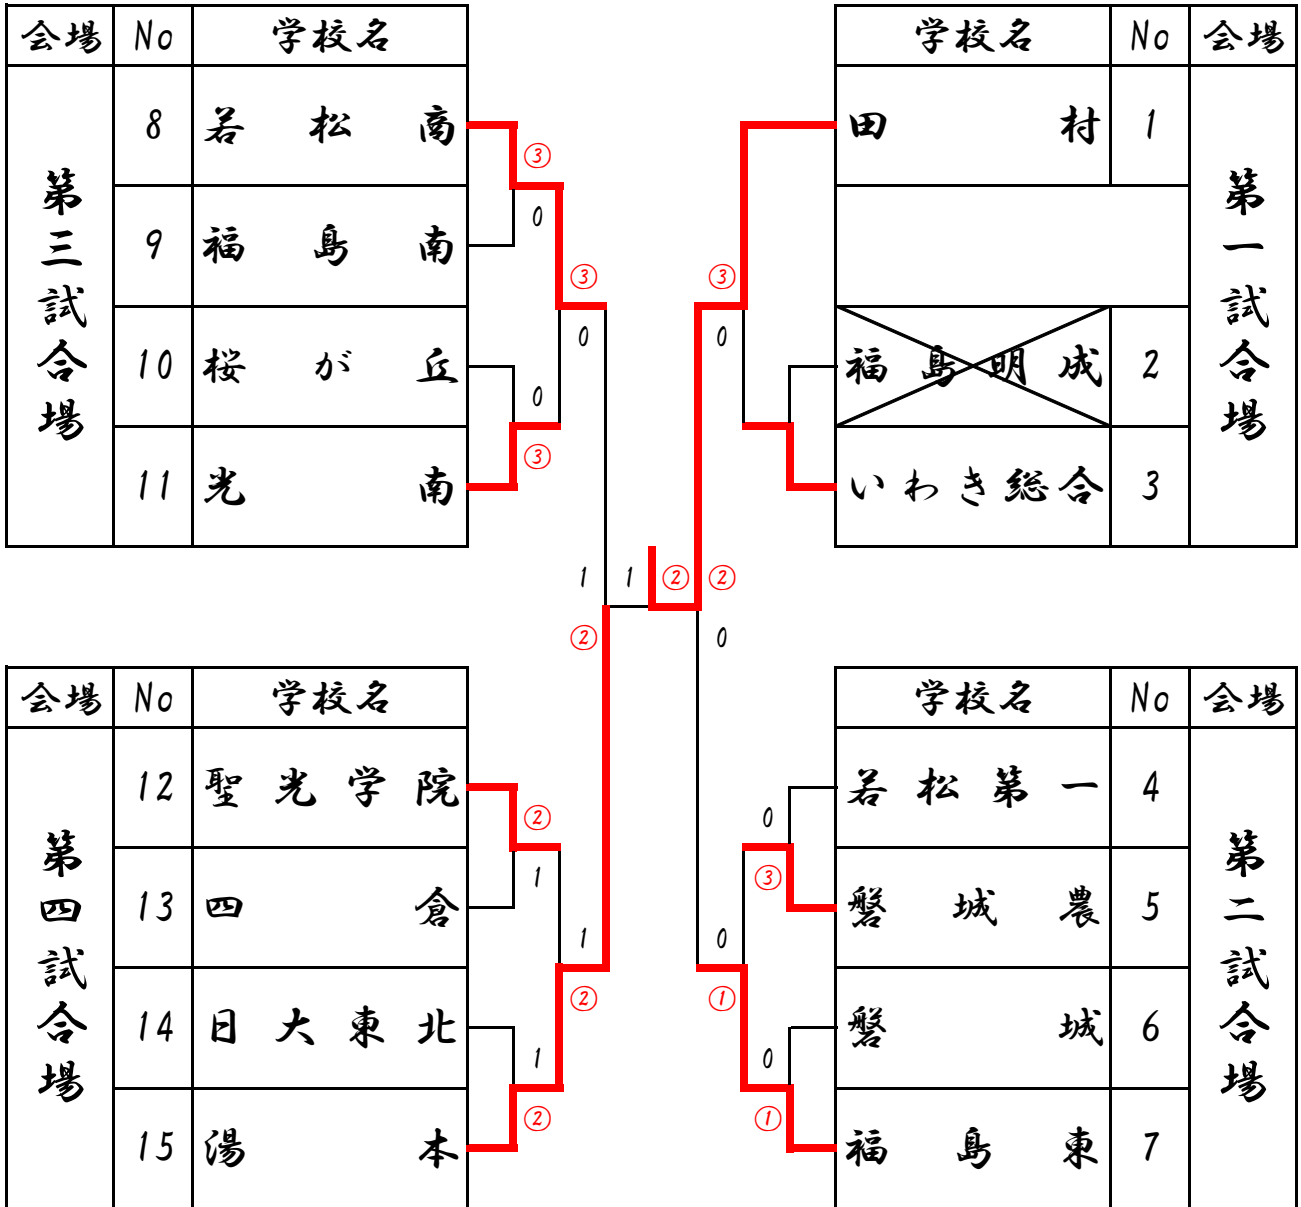 会場 No 学校名
第三試合場
8 若松商
9 福島南
10 桜が丘
11 光南
③
0
③
0
0
③
学校名 No 会場
第一試合場
田村 1
福島明成 2
いわき総合 3
③
0
1 1 ② ②
② 0
会場 No 学校名
第四試合場
12 聖光学院
13 四倉
14 日大東北
15 湯本
②
1
1
②
1
②
学校名 No 会場
第二試合場
若松第一 4
磐城農 5
磐城 6
福島東 7
0
③
0
①
0
①